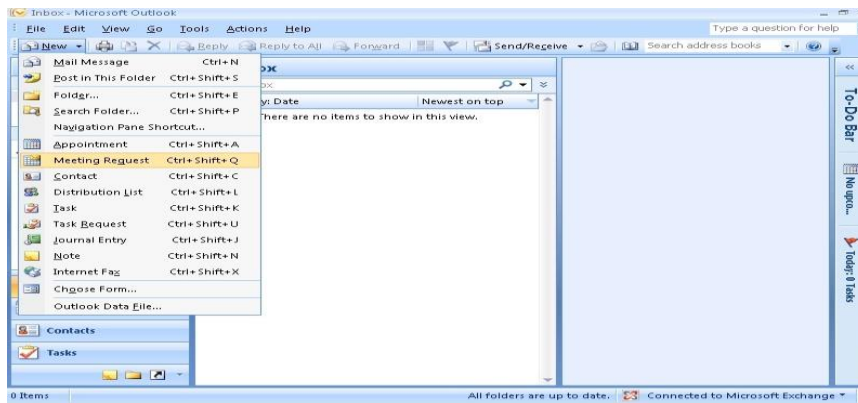 Inbox - Microsoft Outlook
File Edit View Go Tools Actions Help
Type a question for help
New Reply Reply to All Forward Send/Receive Search address books
Mail Message Ctrl+N
Post in This Folder Ctrl+Shift+S
Folder... Ctrl+Shift+E
Search Folder... Ctrl+Shift+P
Navigation Pane Shortcut...
Appointment Ctrl+Shift+A
Meeting Request Ctrl+Shift+Q
Contact Ctrl+Shift+C
Distribution List Ctrl+Shift+L
Task Ctrl+Shift+K
Task Request Ctrl+Shift+U
Journal Entry Ctrl+Shift+J
Note Ctrl+Shift+N
Internet Fax Ctrl+Shift+X
Choose Form...
Outlook Data File...
Contacts
Tasks
y: Date Newest on top
There are no items to show in this view.
To-Do Bar
No upco...
Today: 0 Tasks
0 Items
All folders are up to date. Connected to Microsoft Exchange